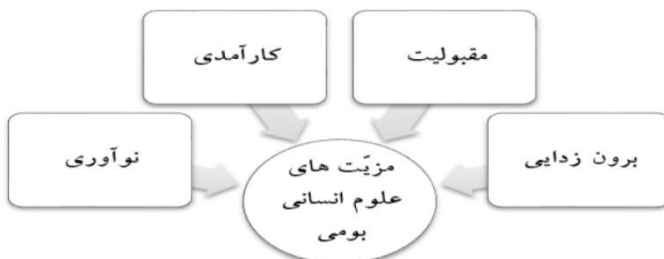 مقبولیت
کارآمدی
برون زدایی
نوآوری
مزیّت های
علوم انسانی
بومی